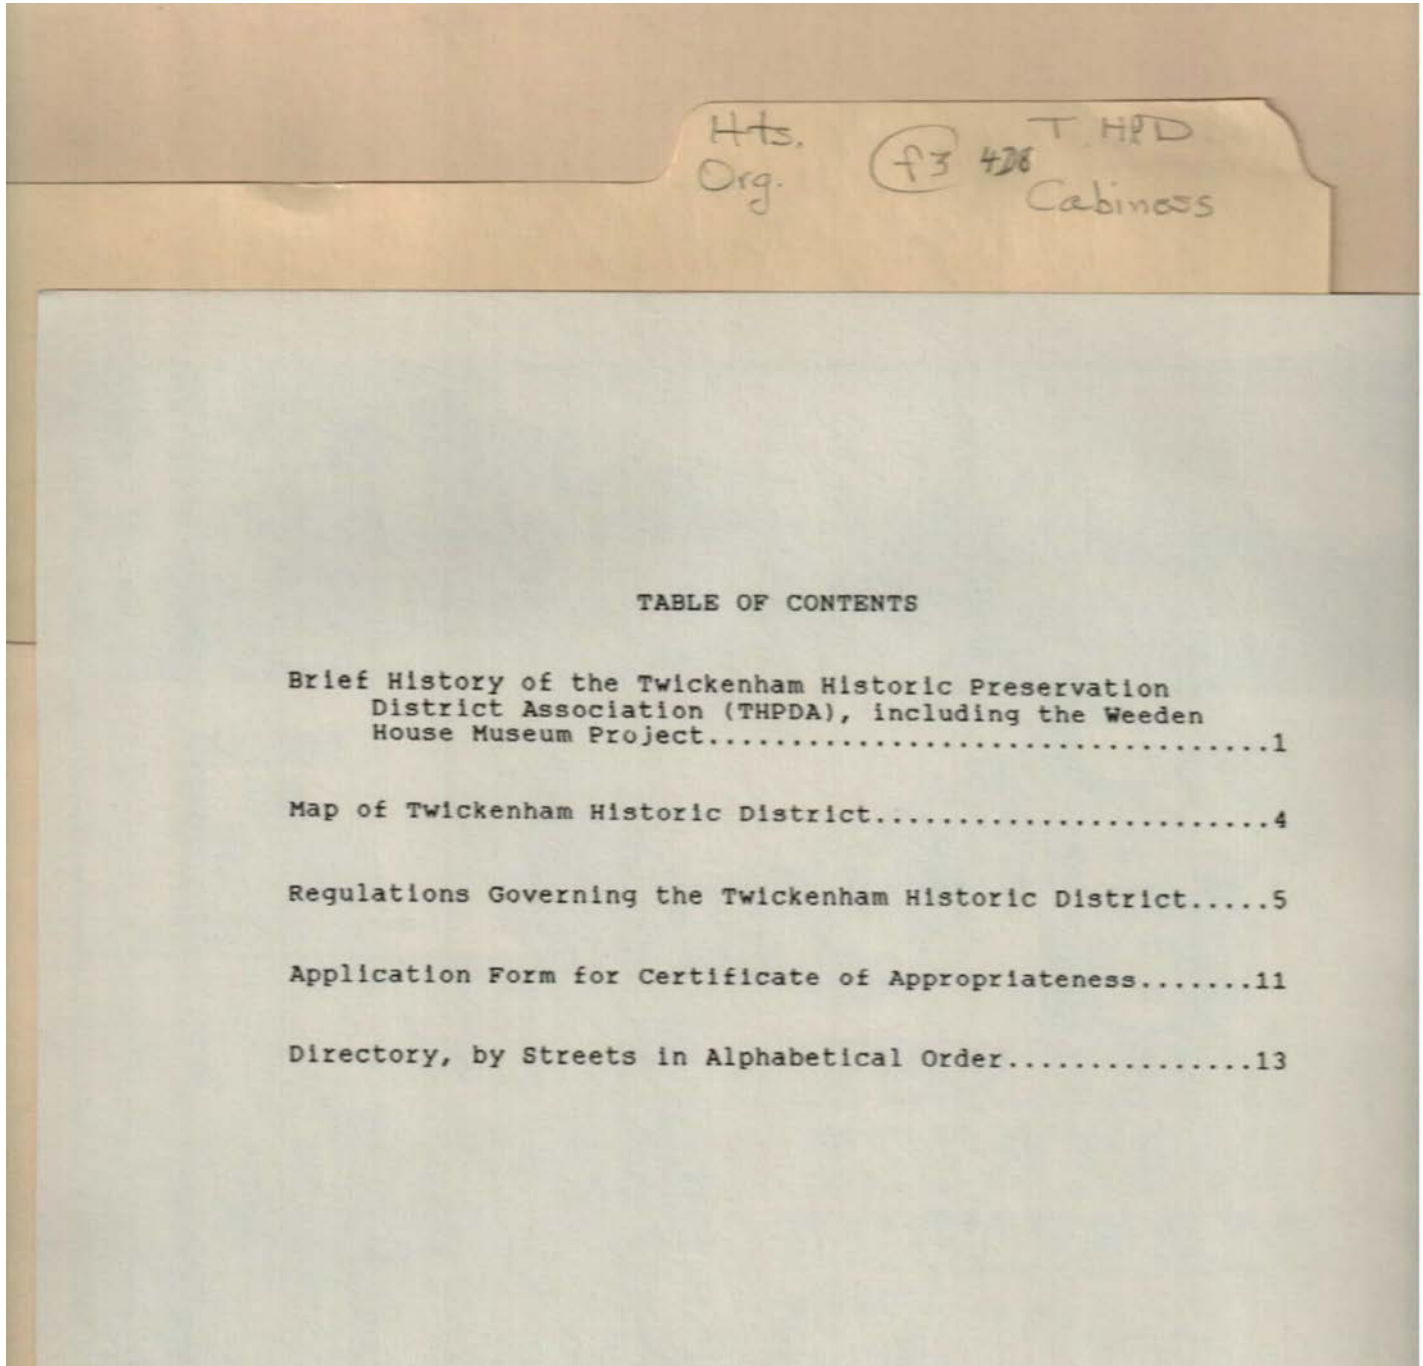 Hts. T. HPD
Org. f3 428 Cabiness
TABLE OF CONTENTS
Brief History of the Twickenham Historic Preservation
District Association (THPDA), including the Weeden
House Museum Project..................................1
Map of Twickenham Historic District........................4
Regulations Governing the Twickenham Historic District.....5
Application Form for Certificate of Appropriateness.......11
Directory, by Streets in Alphabetical Order...............13